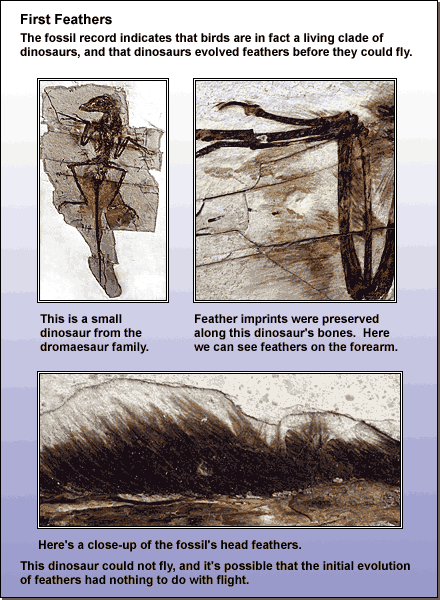 First Feathers
The fossil record indicates that birds are in fact a living clade of
dinosaurs, and that dinosaurs evolved feathers before they could fly.
This is a small
dinosaur from the
dromaesaur family.
Feather imprints were preserved
along this dinosaur's bones. Here
we can see feathers on the forearm.
Here's a close-up of the fossil's head feathers.
This dinosaur could not fly, and it's possible that the initial evolution
of feathers had nothing to do with flight.